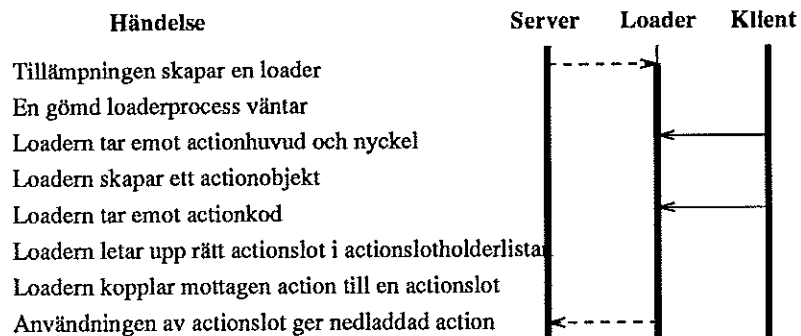 Händelse Server Loader Klient
Tillämpningen skapar en loader
En gömd loaderprocess väntar
Loadern tar emot actionhuvud och nyckel
Loadern skapar ett actionobjekt
Loadern tar emot actionkod
Loadern letar upp rätt actionslot i actionslotholderlistan
Loadern kopplar mottagen action till en actionslot
Användningen av actionslot ger nedladdad action